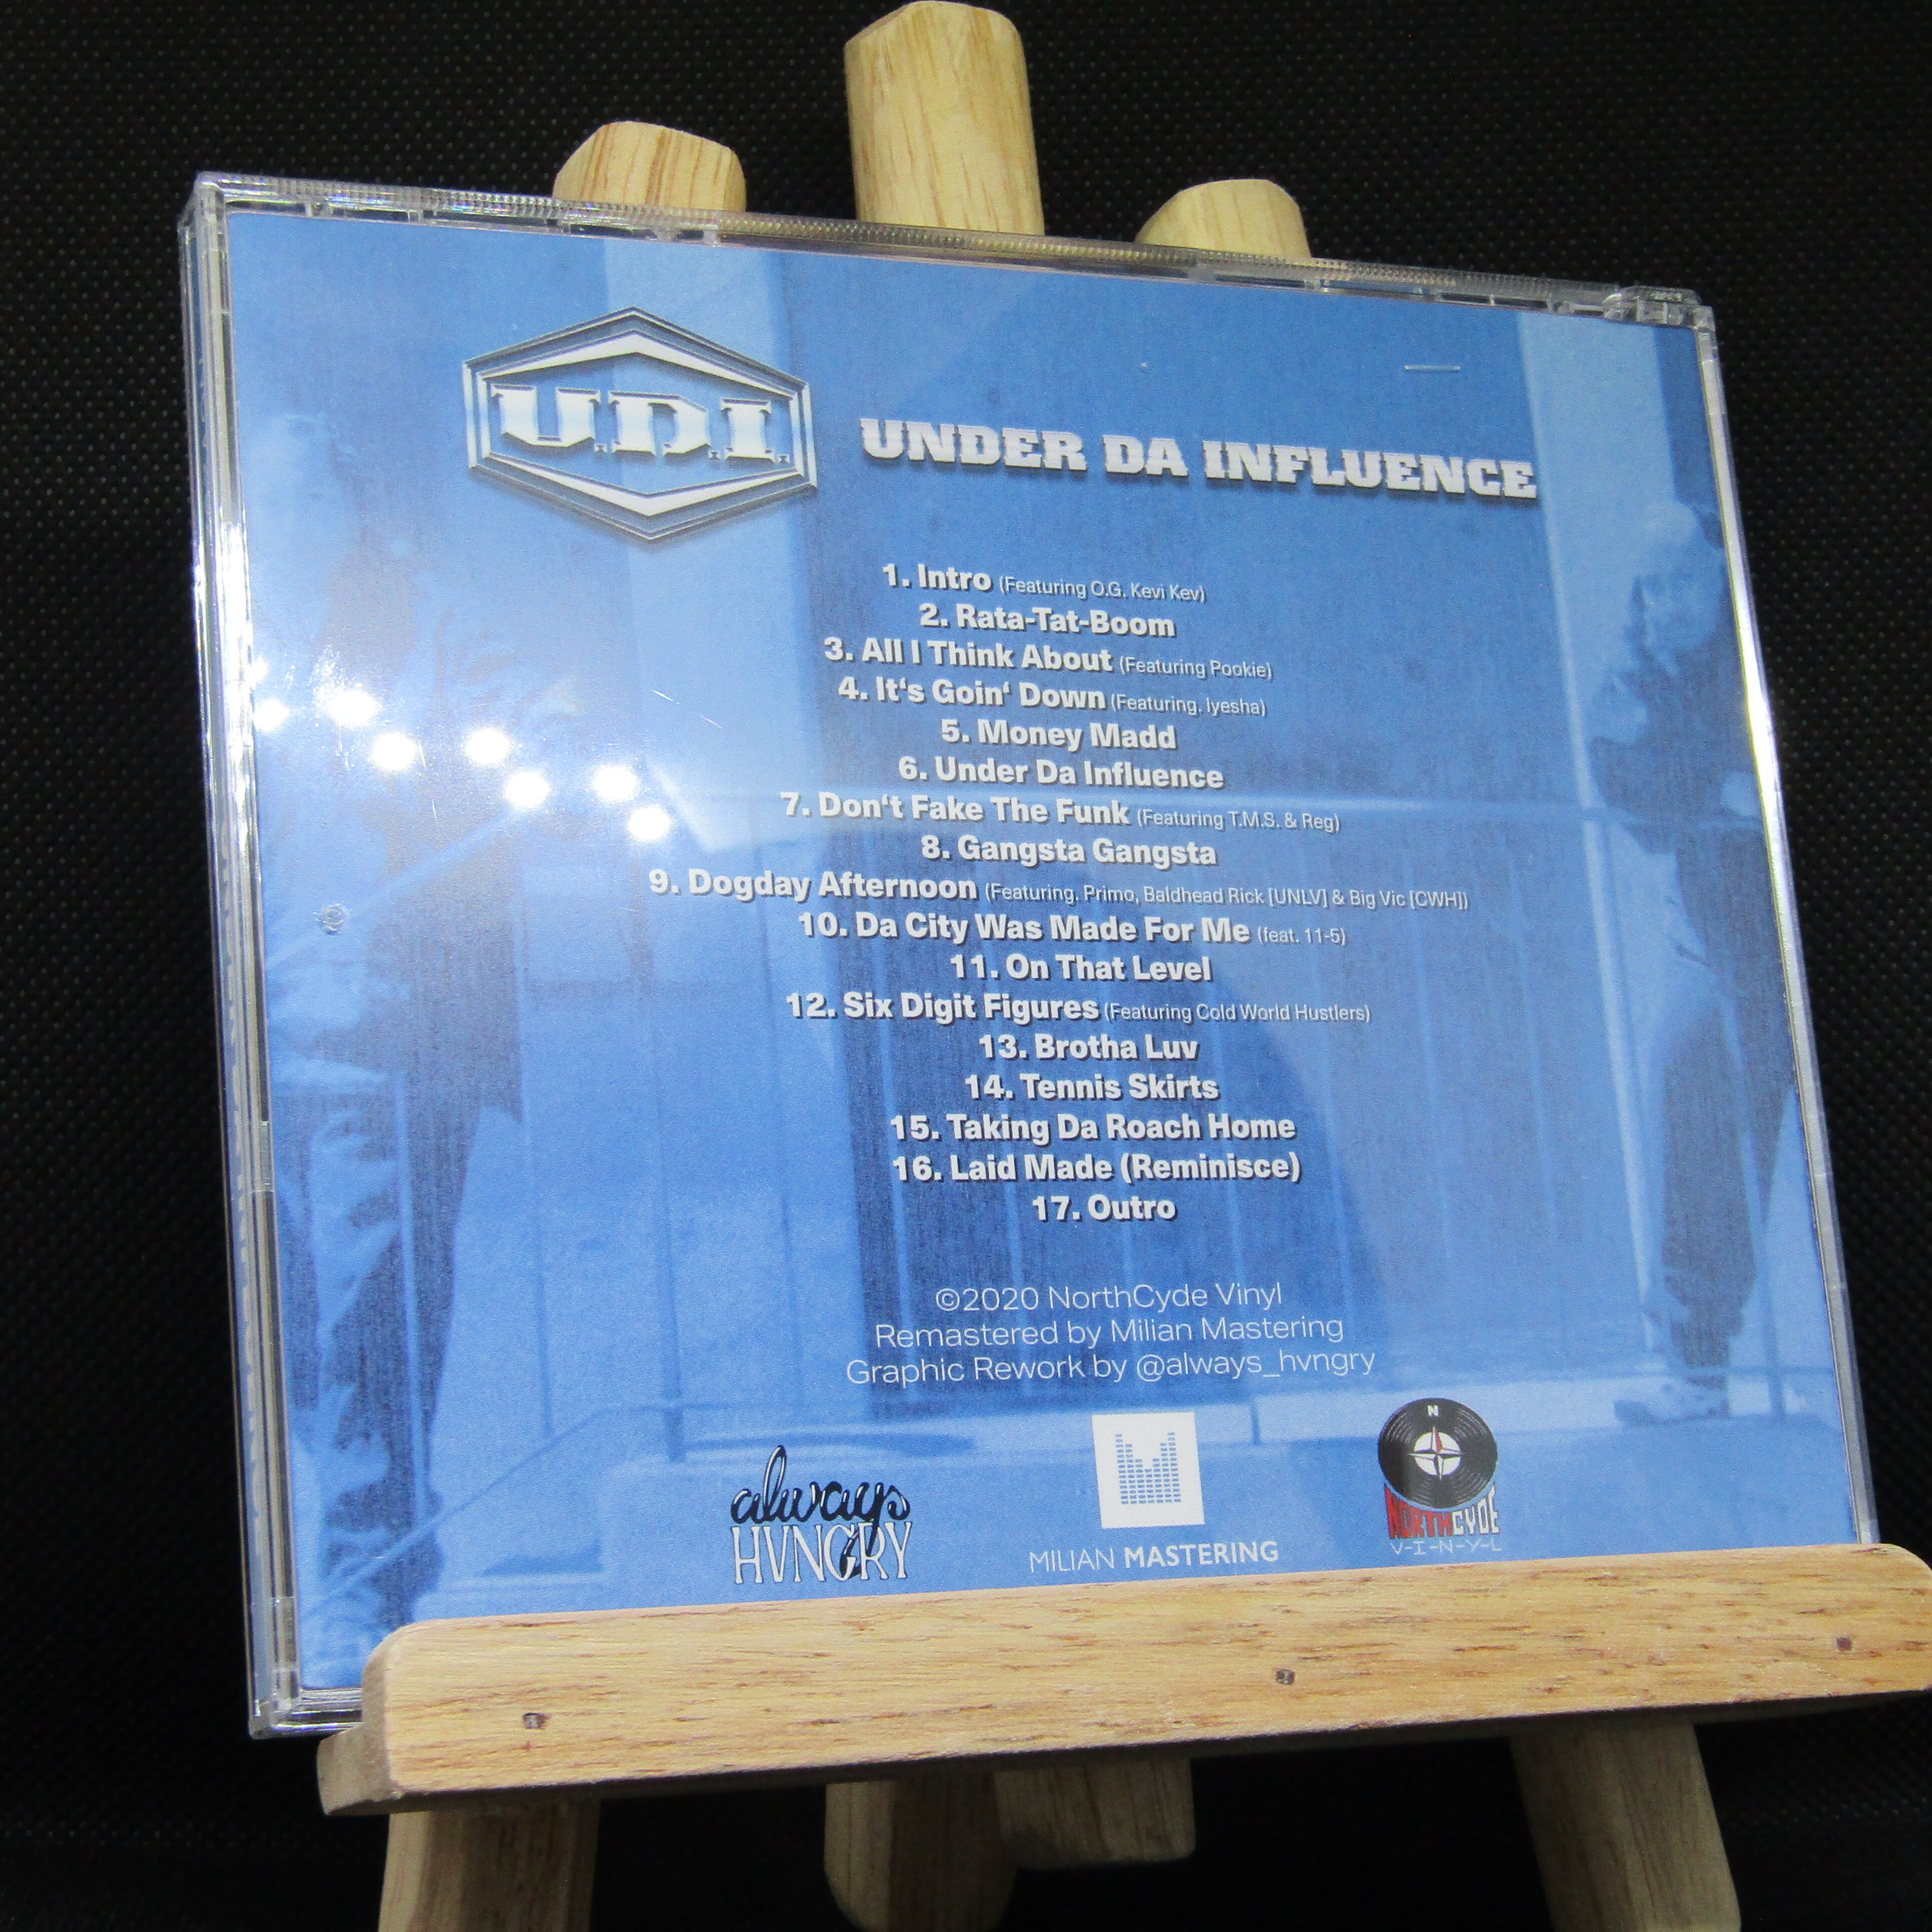 U.D.I.
UNDER DA INFLUENCE
1. Intro (Featuring O.G. Kevi Kev)
2. Rata-Tat-Boom
3. All I Think About (Featuring Pookie)
4. It‘s Goin‘ Down (Featuring. Iyesha)
5. Money Madd
6. Under Da Influence
7. Don‘t Fake The Funk (Featuring T.M.S. & Reg)
8. Gangsta Gangsta
9. Dogday Afternoon (Featuring. Primo, Baldhead Rick [UNLV] & Big Vic [CWH])
10. Da City Was Made For Me (feat. 11-5)
11. On That Level
12. Six Digit Figures (Featuring Cold World Hustlers)
13. Brotha Luv
14. Tennis Skirts
15. Taking Da Roach Home
16. Laid Made (Reminisce)
17. Outro
©2020 NorthCyde Vinyl
Remastered by Milian Mastering
Graphic Rework by @always_hvngry
always
HVNGRY
MILIAN MASTERING
N
NORTHCYDE
V-I-N-Y-L